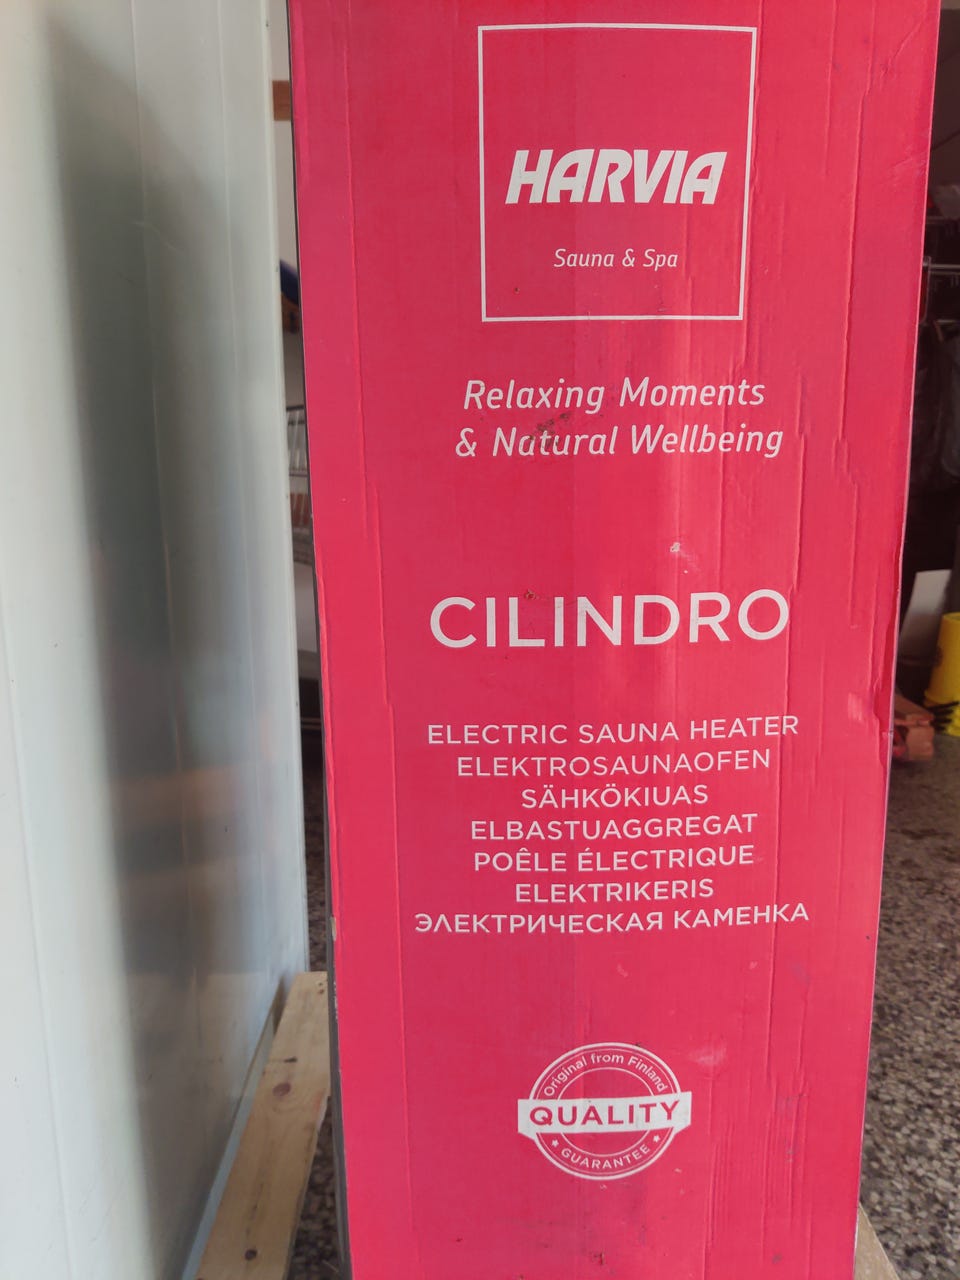 HARVIA
Sauna & Spa
Relaxing Moments
& Natural Wellbeing
CILINDRO
ELECTRIC SAUNA HEATER
ELEKTROSAUNAOFEN
SÄHKÖKIUAS
ELBASTUAGGREGAT
POÊLE ÉLECTRIQUE
ELEKTRIKERIS
ЭЛЕКТРИЧЕСКАЯ КАМЕНКА
Original from Finland
QUALITY
GUARANTEE